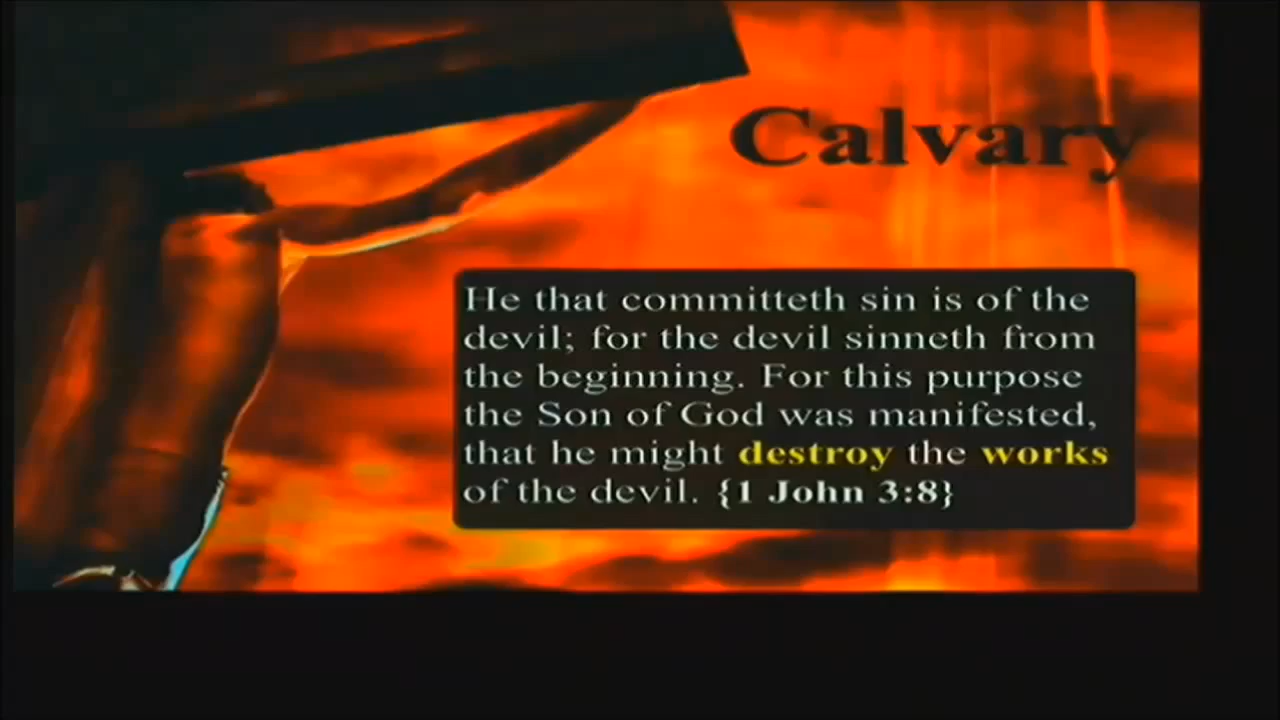 Calvary
He that committeth sin is of the
devil; for the devil sinneth from
the beginning. For this purpose
the Son of God was manifested,
that he might destroy the works
of the devil. {1 John 3:8}